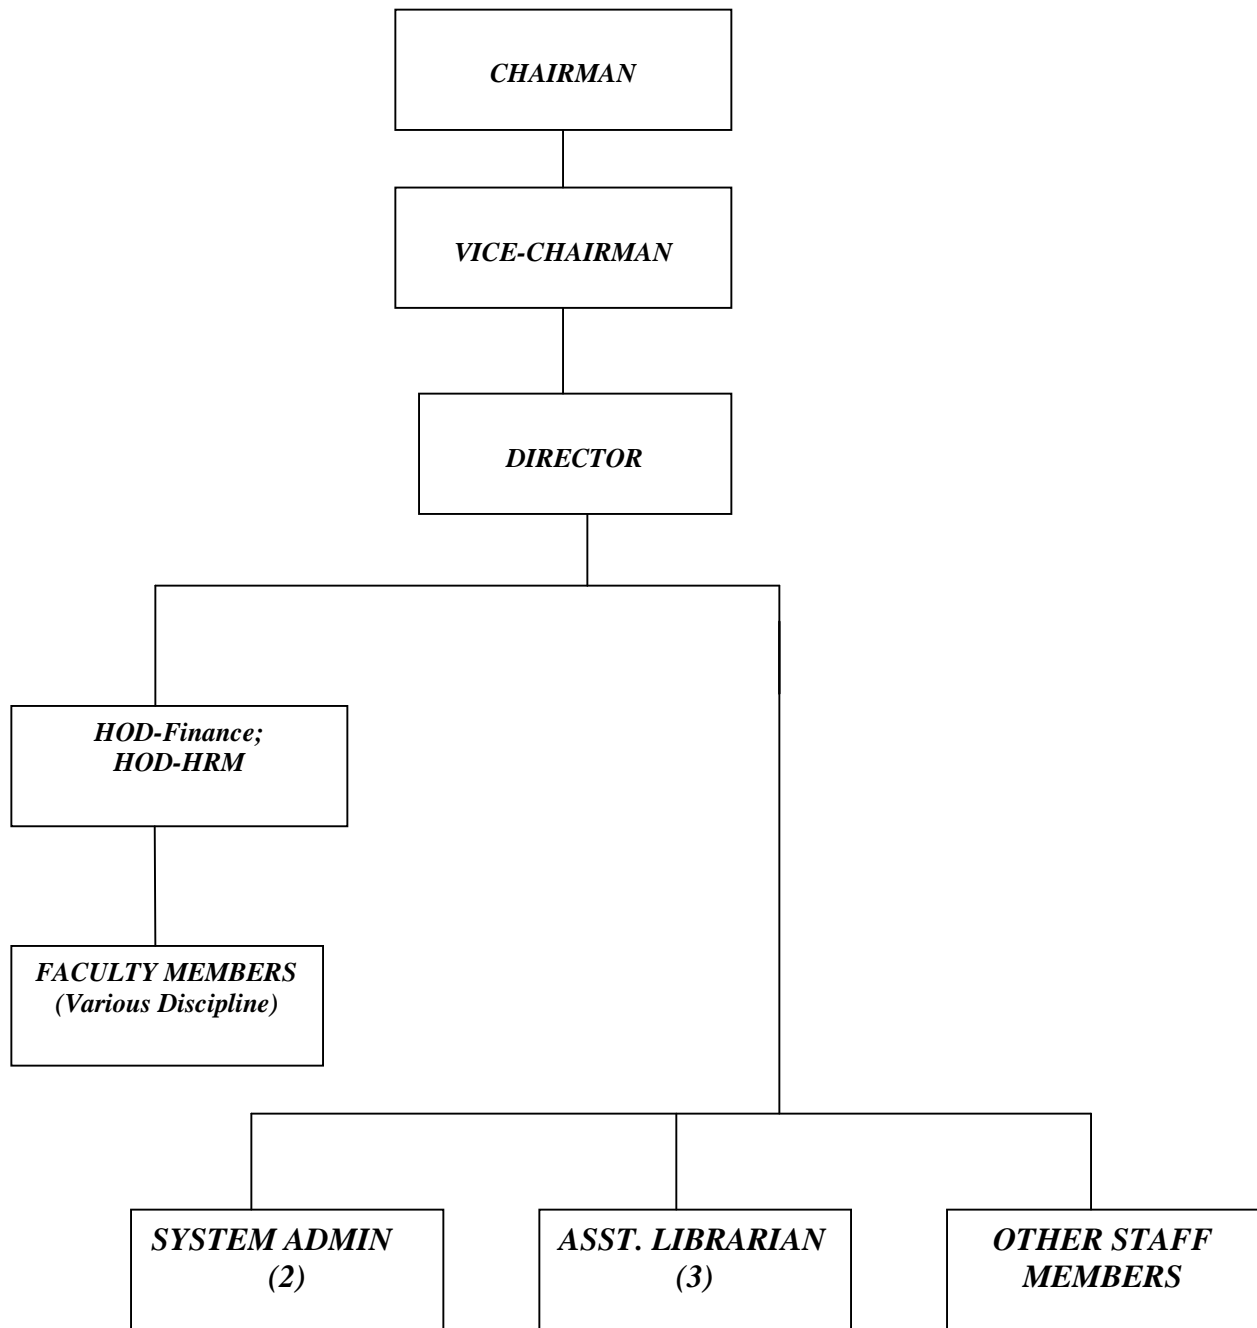 CHAIRMAN
VICE-CHAIRMAN
DIRECTOR
HOD-Finance;
HOD-HRM
FACULTY MEMBERS
(Various Discipline)
SYSTEM ADMIN
(2)
ASST. LIBRARIAN
(3)
OTHER STAFF
MEMBERS